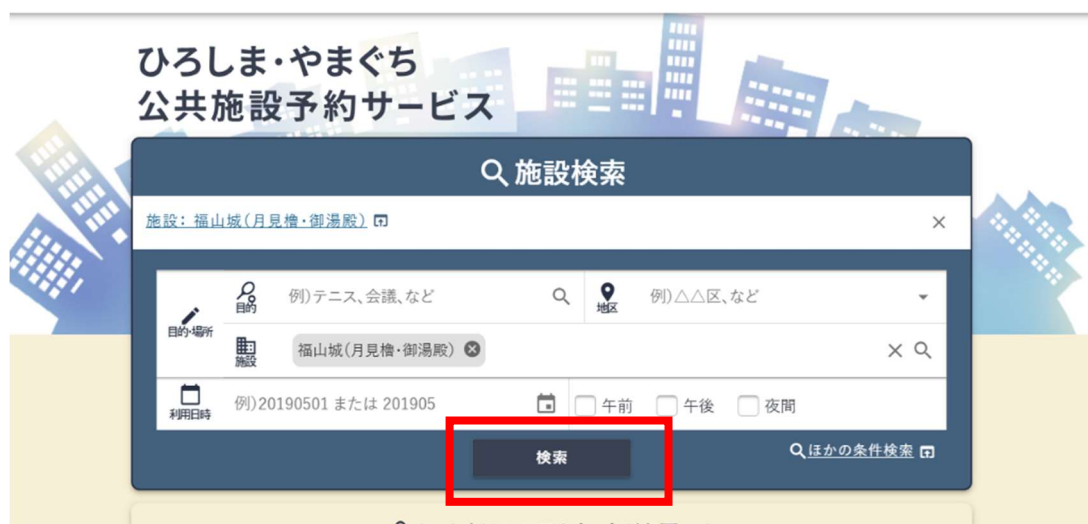 ひろしま・やまぐち
公共施設予約サービス
施設検索
施設: 福山城(月見櫓・御湯殿)
目的・場所
目的
例)テニス、会議、など
地区
例)△△区、など
施設
福山城(月見櫓・御湯殿)
利用日時
例)20190501 または 201905
午前 午後 夜間
検索
ほかの条件検索